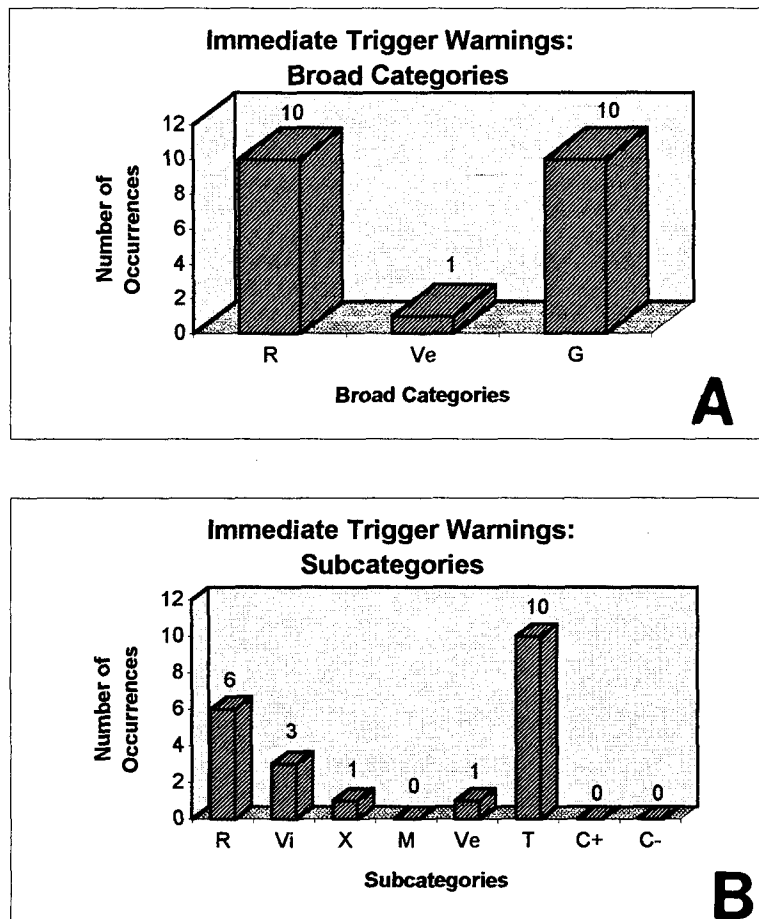 Immediate Trigger Warnings:
Broad Categories
Number of
Occurrences
12
10
8
6
4
2
0
10
1
10
R
Ve
G
Broad Categories
A
Immediate Trigger Warnings:
Subcategories
Number of
Occurrences
12
10
8
6
4
2
0
6
3
1
0
1
10
0
0
R
Vi
X
M
Ve
T
C+
C-
Subcategories
B